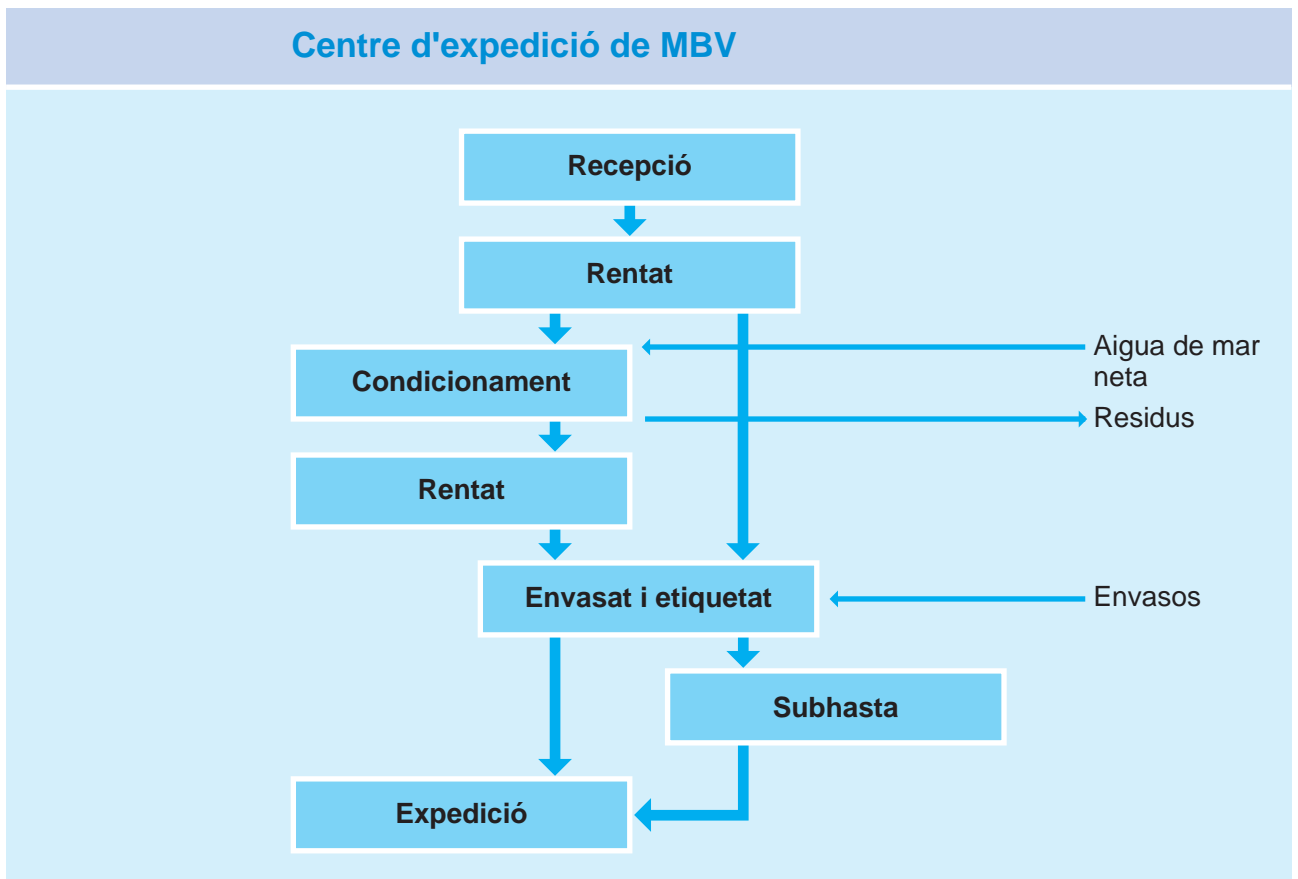 Centre d'expedició de MBV
Recepció
Rentat
Condicionament
Aigua de mar
neta
Residus
Rentat
Envasat i etiquetat
Envasos
Subhasta
Expedició